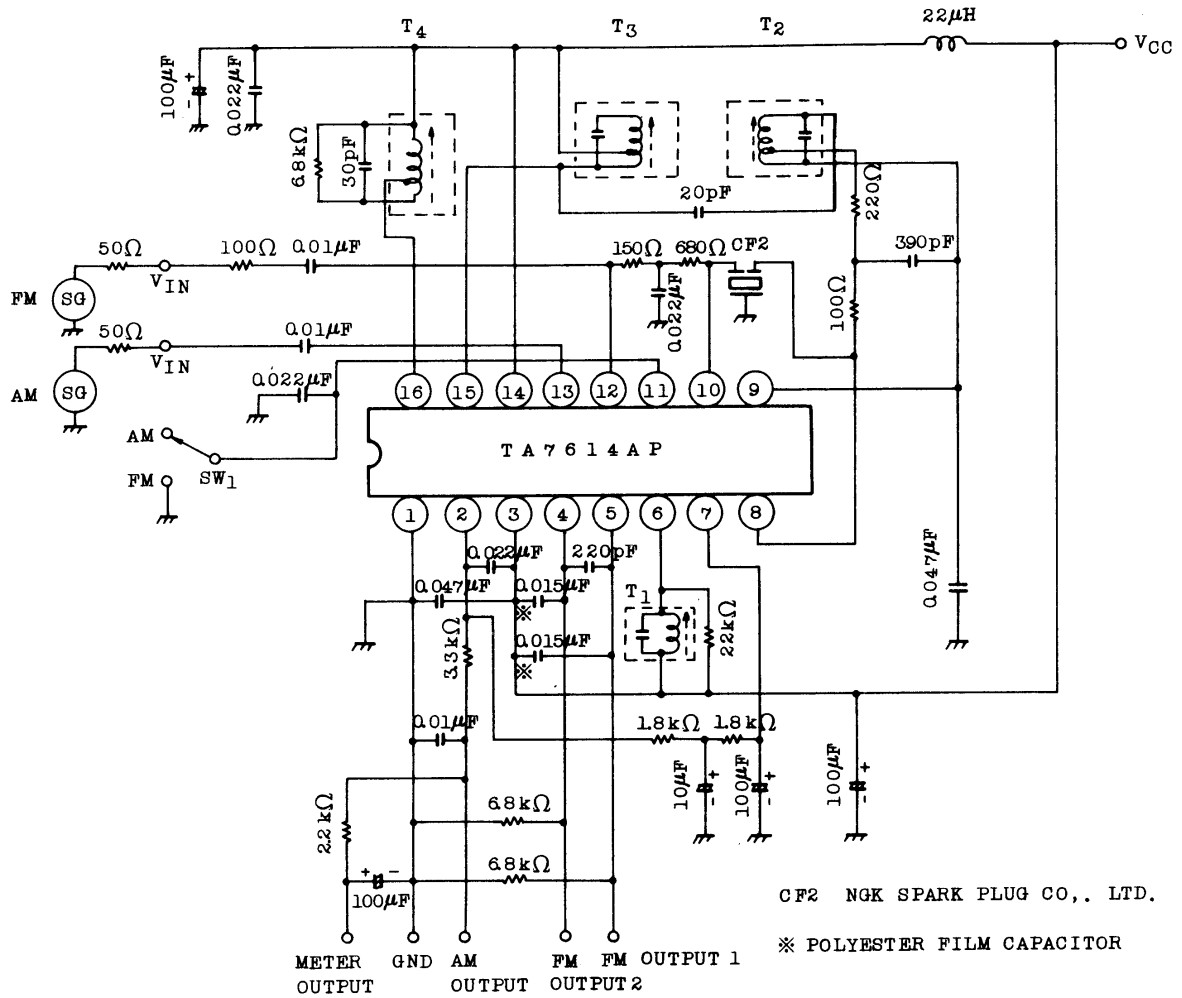 22μH
T4 T3 T2
VCC
100μF
+
-
0.022μF
6.8kΩ
30pF
20pF
220Ω
390pF
100Ω
50Ω
VIN
100Ω
0.01μF
150Ω
680Ω
CF2
0.022μF
FM
SG
50Ω
VIN
0.01μF
AM
SG
0.022μF
16 15 14 13 12 11 10 9
AM
FM
SW1
TA7614AP
1 2 3 4 5 6 7 8
0.022μF
220pF
0.047μF
0.015μF
※
3.3kΩ
0.015μF
※
T1
22kΩ
0.047μF
0.01μF
1.8kΩ
1.8kΩ
10μF
+
-
100μF
+
-
100μF
+
-
2.2kΩ
6.8kΩ
6.8kΩ
+ -
100μF
CF2 NGK SPARK PLUG CO,. LTD.
※ POLYESTER FILM CAPACITOR
METER GND AM FM FM OUTPUT 1
OUTPUT OUTPUT OUTPUT 2